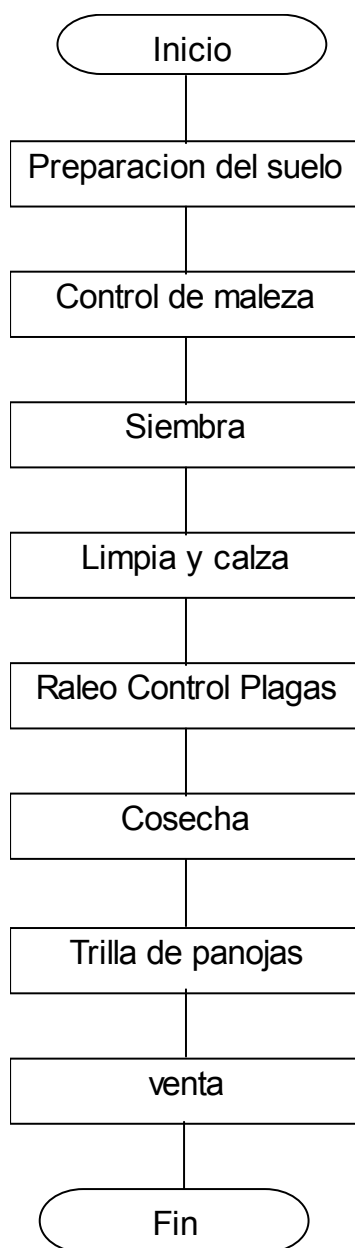 Inicio
Preparacion del suelo
Control de maleza
Siembra
Limpia y calza
Raleo Control Plagas
Cosecha
Trilla de panojas
venta
Fin